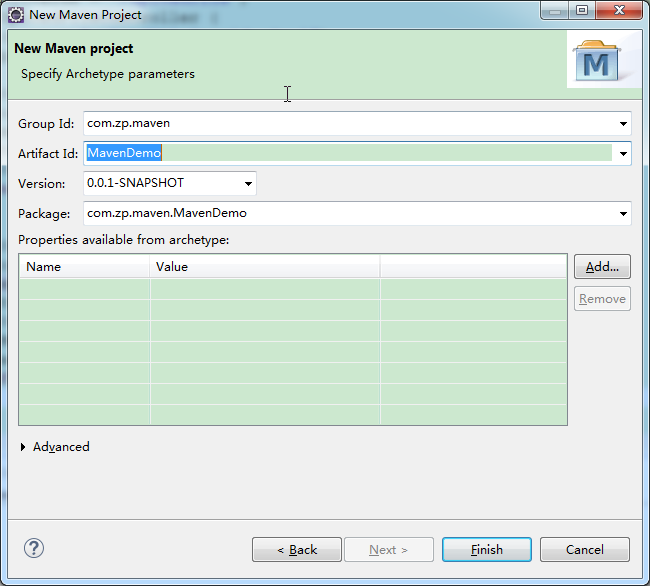 New Maven Project
New Maven project
Specify Archetype parameters
M
Group Id: com.zp.maven
Artifact Id: MavenDemo
Version: 0.0.1-SNAPSHOT
Package: com.zp.maven.MavenDemo
Properties available from archetype:
Name Value
Add...
Remove
Advanced
? < Back Next > Finish Cancel